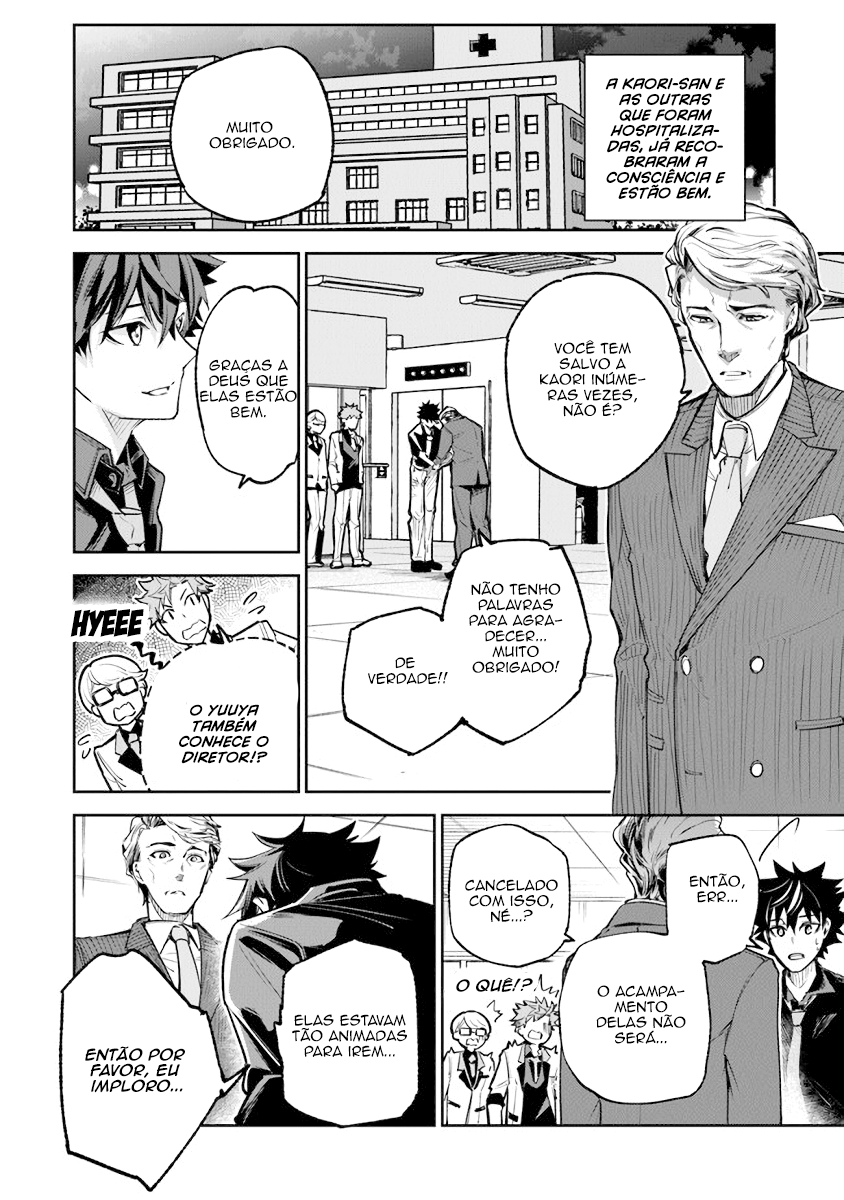 A KAORI-SAN E
AS OUTRAS
QUE FORAM
HOSPITALIZA-
DAS, JÁ RECO-
BRARAM A
CONSCIÊNCIA E
ESTÃO BEM.
MUITO
OBRIGADO.
VOCÊ TEM
SALVO A
KAORI INÚME-
RAS VEZES,
NÃO É?
GRAÇAS A
DEUS QUE
ELAS ESTÃO
BEM.
NÃO TENHO
PALAVRAS
PARA AGRA-
DECER...
MUITO
OBRIGADO!
DE
VERDADE!!
HYEEE
O YUUYA
TAMBÉM
CONHECE O
DIRETOR!?
ENTÃO,
ERR...
O ACAMPA-
MENTO
DELAS NÃO
SERÁ...
CANCELADO
COM ISSO,
NÉ...?
O QUÊ!?
ELAS ESTAVAM
TÃO ANIMADAS
PARA IREM...
ENTÃO POR
FAVOR, EU
IMPLORO...